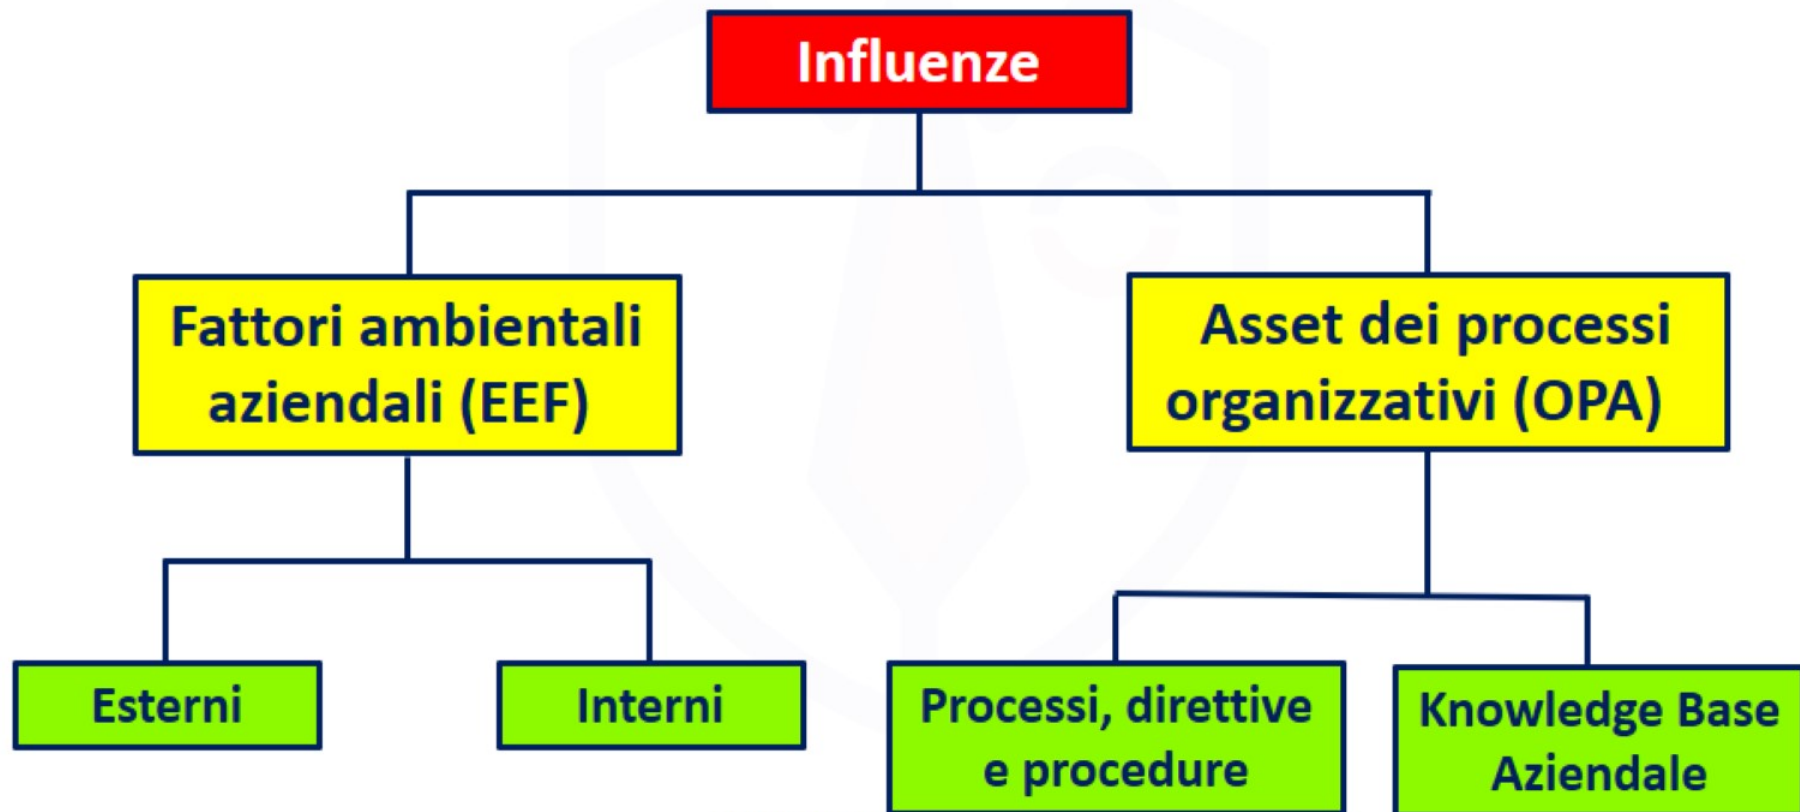 Influenze
Fattori ambientali
aziendali (EEF)
Asset dei processi
organizzativi (OPA)
Esterni
Interni
Processi, direttive
e procedure
Knowledge Base
Aziendale